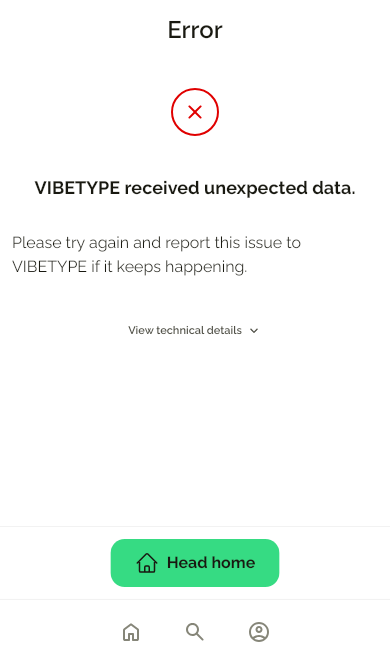 Error
VIBETYPE received unexpected data.
Please try again and report this issue to
VIBETYPE if it keeps happening.
View technical details
Head home